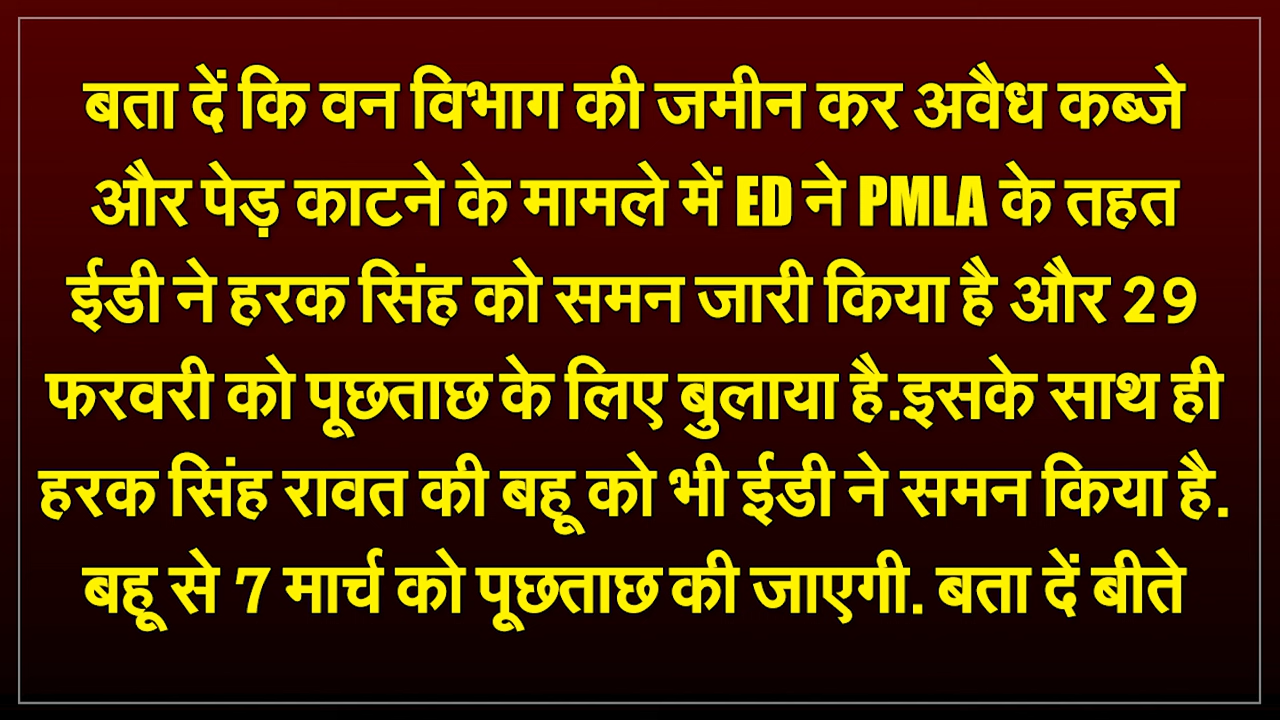 बता दें कि वन विभाग की जमीन कर अवैध कब्जे
और पेड़ काटने के मामले में ED ने PMLA के तहत
ईडी ने हरक सिंह को समन जारी किया है और 29
फरवरी को पूछताछ के लिए बुलाया है.इसके साथ ही
हरक सिंह रावत की बहू को भी ईडी ने समन किया है.
बहू से 7 मार्च को पूछताछ की जाएगी. बता दें बीते